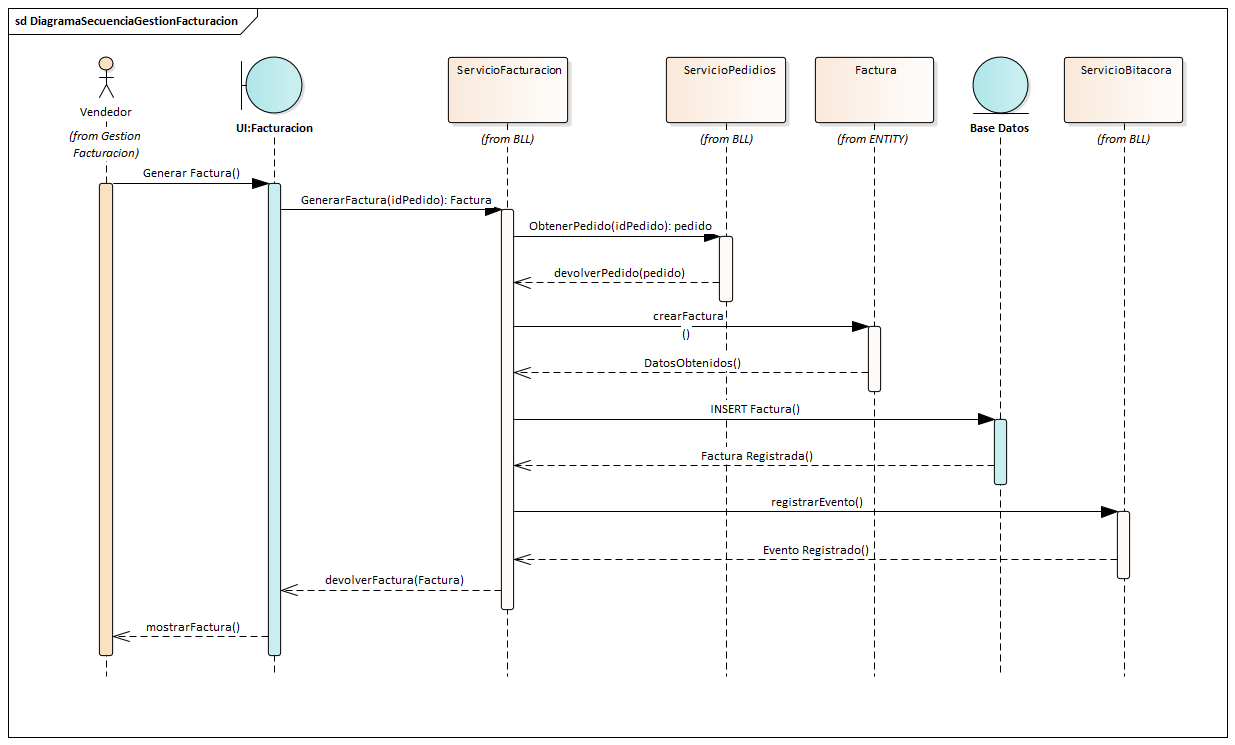 sd DiagramaSecuenciaGestionFacturacion
ServicioFacturacion
ServicioPedidios
Factura
ServicioBitacora
Vendedor
UI:Facturacion
Base Datos
(from Gestion
Facturacion)
(from BLL)
(from BLL)
(from ENTITY)
(from BLL)
Generar Factura()
GenerarFactura(idPedido): Factura
ObtenerPedido(idPedido): pedido
devolverPedido(pedido)
crearFactura
()
DatosObtenidos()
INSERT Factura()
Factura Registrada()
registrarEvento()
Evento Registrado()
devolverFactura(Factura)
mostrarFactura()